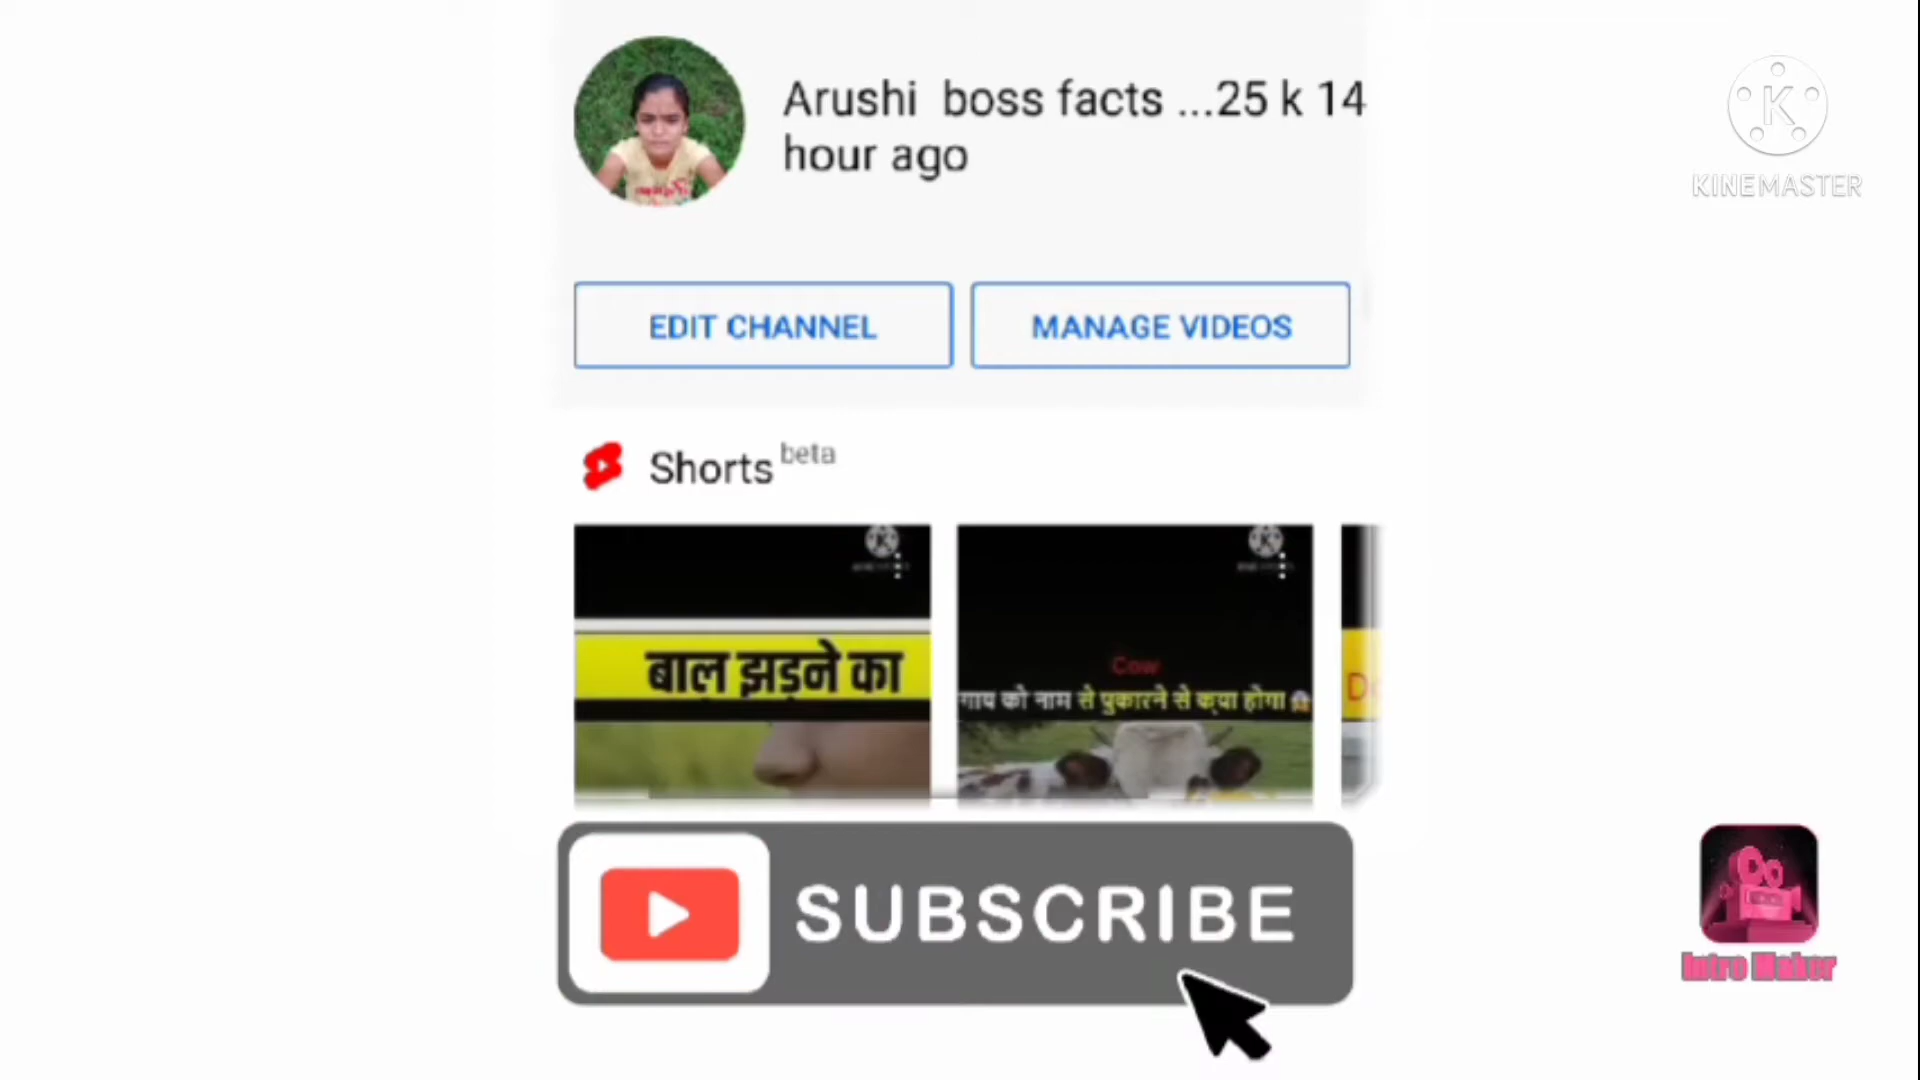 Arushi boss facts ...25 k 14
hour ago
KINEMASTER
EDIT CHANNEL
MANAGE VIDEOS
Shorts beta
बाल झड़ने का
Cow
गाय को नाम से पुकारने से क्या होगा
SUBSCRIBE
Intro Maker